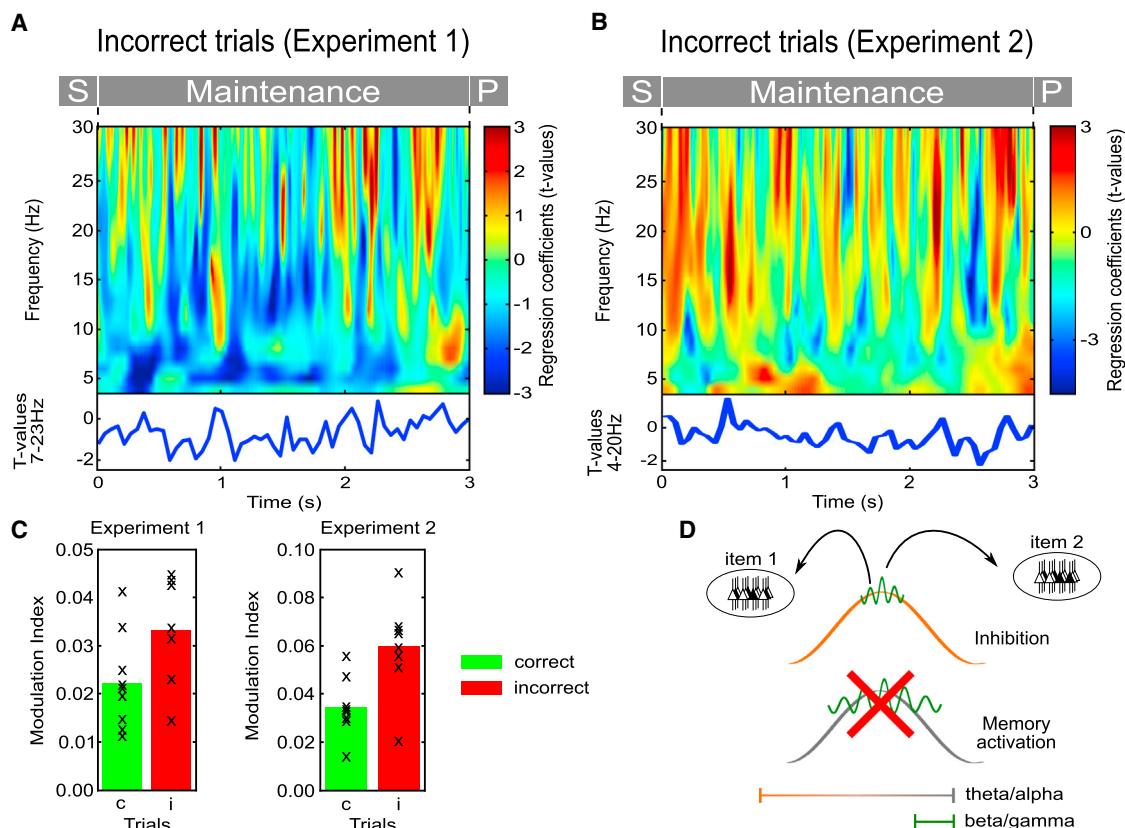 A
Incorrect trials (Experiment 1)
S Maintenance P
30
25
20
15
10
5
Frequency (Hz)
3
2
1
0
-1
-2
-3
Regression coefficients (t-values)
0
-2
T-values
7-23Hz
0 1 2 3
Time (s)
B
Incorrect trials (Experiment 2)
S Maintenance P
30
25
20
15
10
5
Frequency (Hz)
3
0
-3
Regression coefficients (t-values)
0
-2
T-values
4-20Hz
0 1 2 3
Time (s)
C
Experiment 1
0.05
0.04
0.03
0.02
0.01
0.00
Modulation Index
c i
Trials
Experiment 2
0.10
0.08
0.06
0.04
0.02
0.00
Modulation Index
c i
Trials
correct
incorrect
D
item 1
item 2
Inhibition
Memory
activation
theta/alpha
beta/gamma